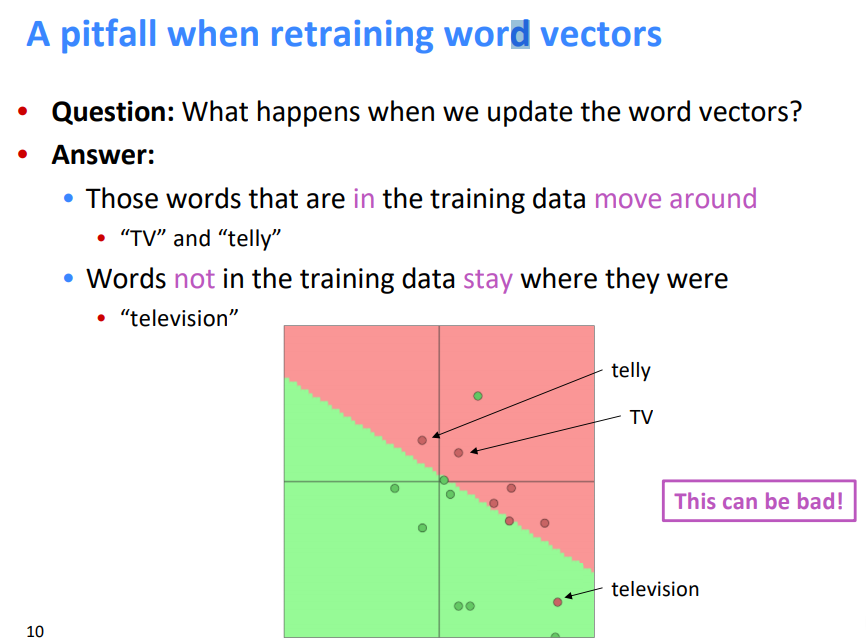 A pitfall when retraining word vectors
• Question: What happens when we update the word vectors?
• Answer:
• Those words that are in the training data move around
• “TV” and “telly”
• Words not in the training data stay where they were
• “television”
telly
TV
This can be bad!
television
10